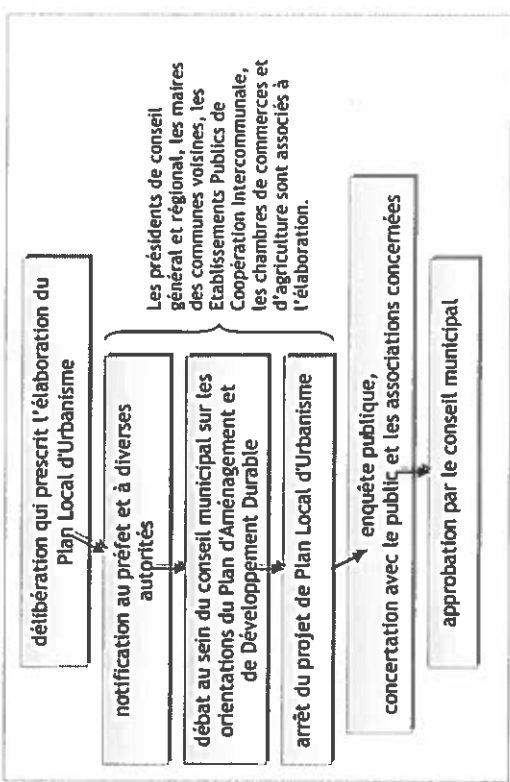 délibération qui prescrit l'élaboration du
Plan Local d'Urbanisme
notification au préfet et à diverses
autorités
débat au sein du conseil municipal sur les
orientations du Plan d'Aménagement et
de Développement Durable
arrêt du projet de Plan Local d'Urbanisme
Les présidents de conseil
général et régional, les maires
des communes voisines, les
Etablissements Publics de
Coopération Intercommunale,
les chambres de commerces et
d'agriculture sont associés à
l'élaboration.
enquête publique,
concertation avec le public et les associations concernées
approbation par le conseil municipal